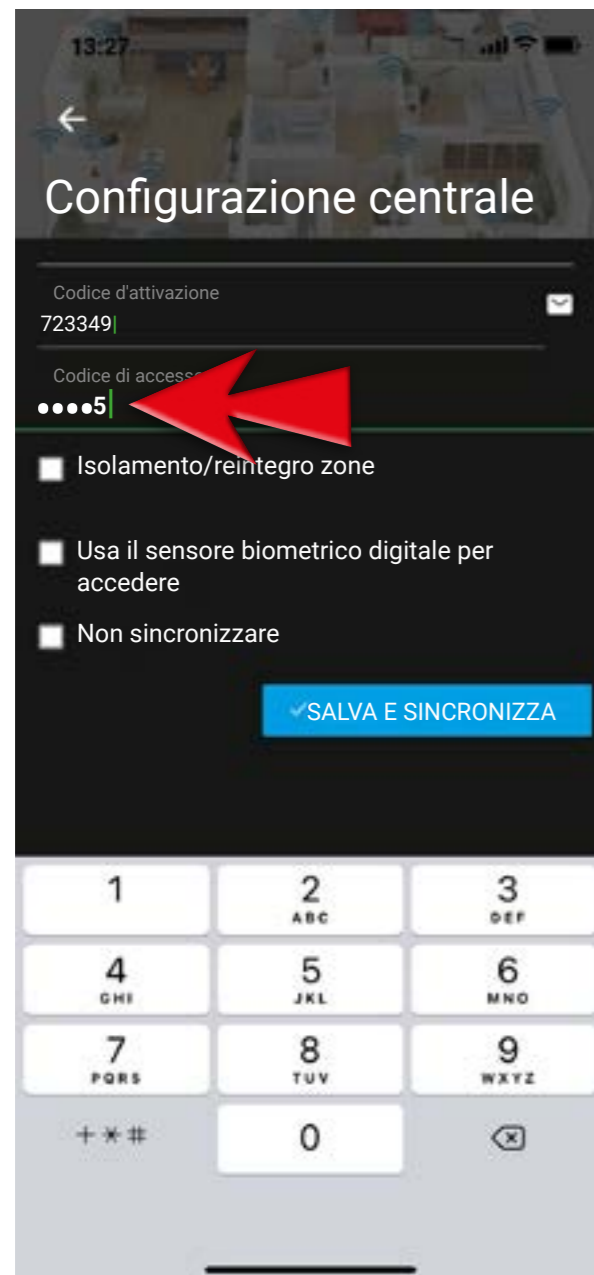 13:27
Configurazione centrale
Codice d'attivazione
723349
Codice di accesso
●●●●5
Isolamento/reintegro zone
Usa il sensore biometrico digitale per
accedere
Non sincronizzare
SALVA E SINCRONIZZA
1 2 3
ABC DEF
4 5 6
GHI JKL MNO
7 8 9
PQRS TUV WXYZ
+*# 0